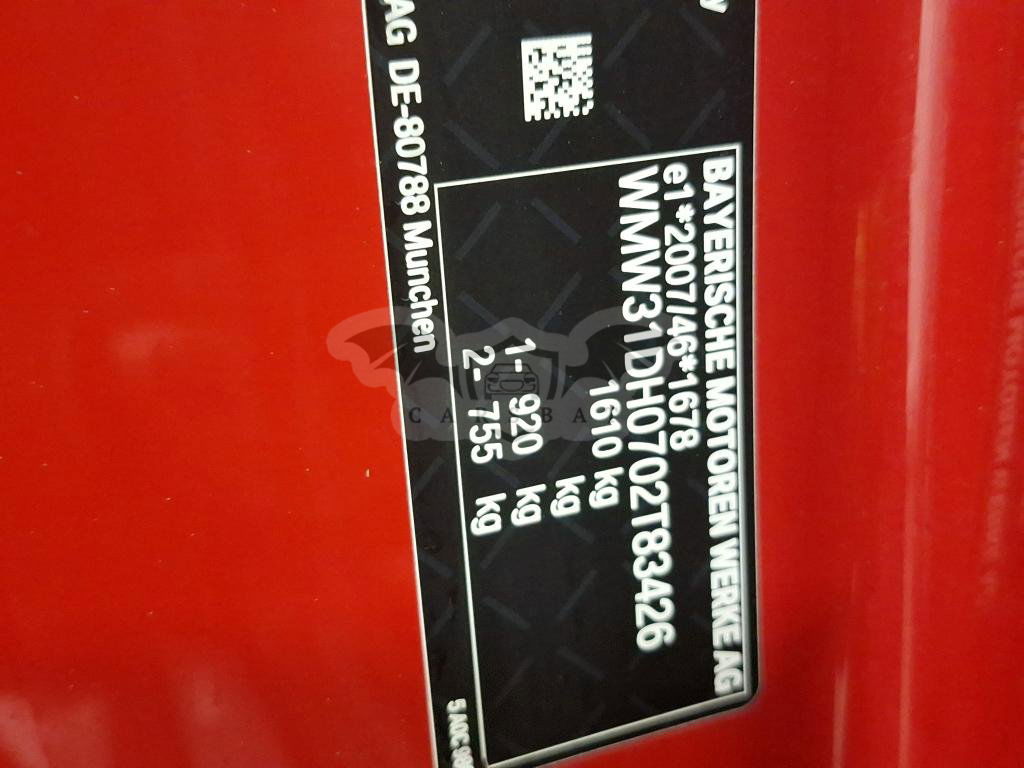 BAYERISCHE MOTOREN WERKE AG
e1*2007/46*1678
WMW31DH0702T83426
1610 kg
kg
1- 920 kg
2- 755 kg
AG DE-80788 Munchen